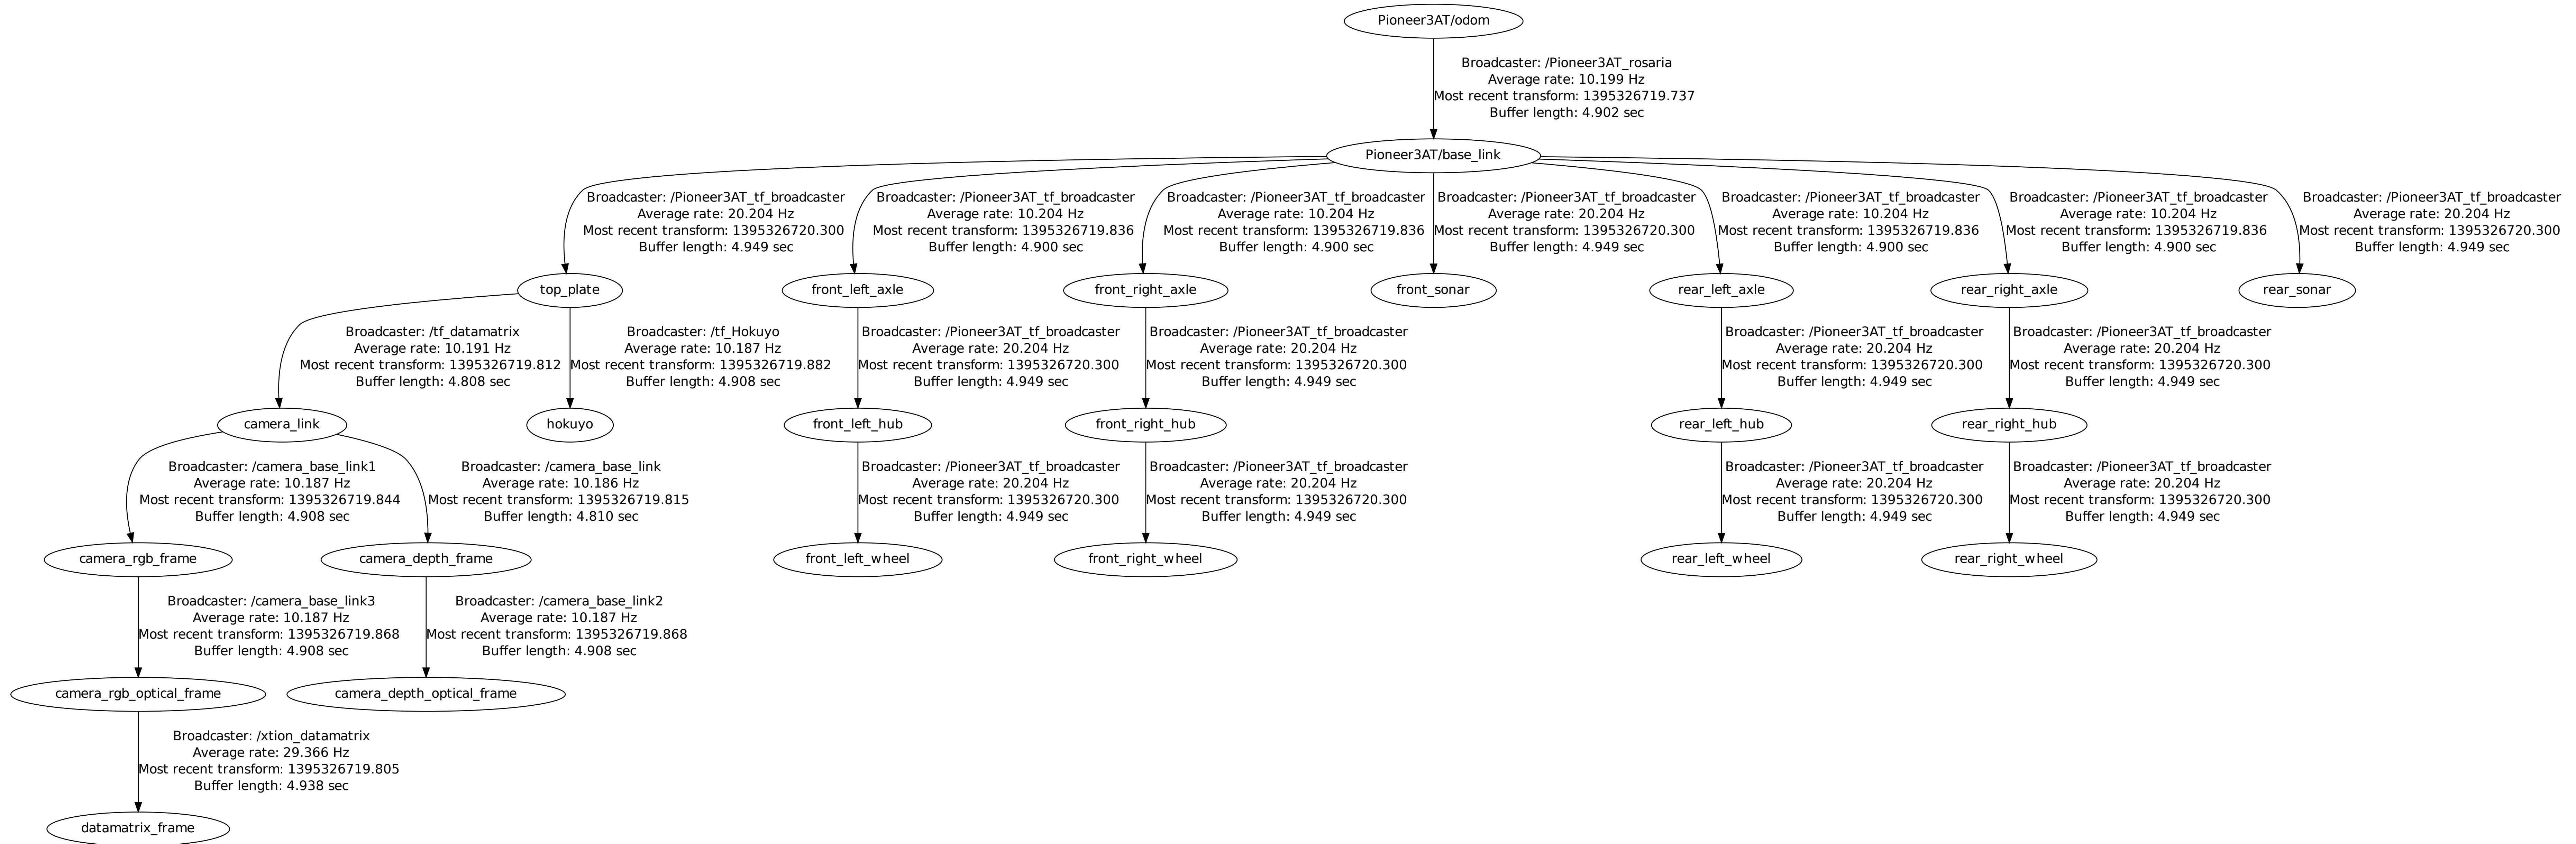 Pioneer3AT/odom
Broadcaster: /Pioneer3AT_rosaria
Average rate: 10.199 Hz
Most recent transform: 1395326719.737
Buffer length: 4.902 sec
Pioneer3AT/base_link
Broadcaster: /Pioneer3AT_tf_broadcaster
Average rate: 20.204 Hz
Most recent transform: 1395326720.300
Buffer length: 4.949 sec
Broadcaster: /Pioneer3AT_tf_broadcaster
Average rate: 10.204 Hz
Most recent transform: 1395326719.836
Buffer length: 4.900 sec
Broadcaster: /Pioneer3AT_tf_broadcaster
Average rate: 10.204 Hz
Most recent transform: 1395326719.836
Buffer length: 4.900 sec
Broadcaster: /Pioneer3AT_tf_broadcaster
Average rate: 20.204 Hz
Most recent transform: 1395326720.300
Buffer length: 4.949 sec
Broadcaster: /Pioneer3AT_tf_broadcaster
Average rate: 10.204 Hz
Most recent transform: 1395326719.836
Buffer length: 4.900 sec
Broadcaster: /Pioneer3AT_tf_broadcaster
Average rate: 10.204 Hz
Most recent transform: 1395326719.836
Buffer length: 4.900 sec
Broadcaster: /Pioneer3AT_tf_broadcaster
Average rate: 20.204 Hz
Most recent transform: 1395326720.300
Buffer length: 4.949 sec
top_plate
front_left_axle
front_right_axle
front_sonar
rear_left_axle
rear_right_axle
rear_sonar
Broadcaster: /tf_datamatrix
Average rate: 10.191 Hz
Most recent transform: 1395326719.812
Buffer length: 4.808 sec
Broadcaster: /tf_Hokuyo
Average rate: 10.187 Hz
Most recent transform: 1395326719.882
Buffer length: 4.908 sec
Broadcaster: /Pioneer3AT_tf_broadcaster
Average rate: 20.204 Hz
Most recent transform: 1395326720.300
Buffer length: 4.949 sec
Broadcaster: /Pioneer3AT_tf_broadcaster
Average rate: 20.204 Hz
Most recent transform: 1395326720.300
Buffer length: 4.949 sec
Broadcaster: /Pioneer3AT_tf_broadcaster
Average rate: 20.204 Hz
Most recent transform: 1395326720.300
Buffer length: 4.949 sec
Broadcaster: /Pioneer3AT_tf_broadcaster
Average rate: 20.204 Hz
Most recent transform: 1395326720.300
Buffer length: 4.949 sec
camera_link
hokuyo
front_left_hub
front_right_hub
rear_left_hub
rear_right_hub
Broadcaster: /camera_base_link1
Average rate: 10.187 Hz
Most recent transform: 1395326719.844
Buffer length: 4.908 sec
Broadcaster: /camera_base_link
Average rate: 10.186 Hz
Most recent transform: 1395326719.815
Buffer length: 4.810 sec
Broadcaster: /Pioneer3AT_tf_broadcaster
Average rate: 20.204 Hz
Most recent transform: 1395326720.300
Buffer length: 4.949 sec
Broadcaster: /Pioneer3AT_tf_broadcaster
Average rate: 20.204 Hz
Most recent transform: 1395326720.300
Buffer length: 4.949 sec
Broadcaster: /Pioneer3AT_tf_broadcaster
Average rate: 20.204 Hz
Most recent transform: 1395326720.300
Buffer length: 4.949 sec
Broadcaster: /Pioneer3AT_tf_broadcaster
Average rate: 20.204 Hz
Most recent transform: 1395326720.300
Buffer length: 4.949 sec
camera_rgb_frame
camera_depth_frame
front_left_wheel
front_right_wheel
rear_left_wheel
rear_right_wheel
Broadcaster: /camera_base_link3
Average rate: 10.187 Hz
Most recent transform: 1395326719.868
Buffer length: 4.908 sec
Broadcaster: /camera_base_link2
Average rate: 10.187 Hz
Most recent transform: 1395326719.868
Buffer length: 4.908 sec
camera_rgb_optical_frame
camera_depth_optical_frame
Broadcaster: /xtion_datamatrix
Average rate: 29.366 Hz
Most recent transform: 1395326719.805
Buffer length: 4.938 sec
datamatrix_frame